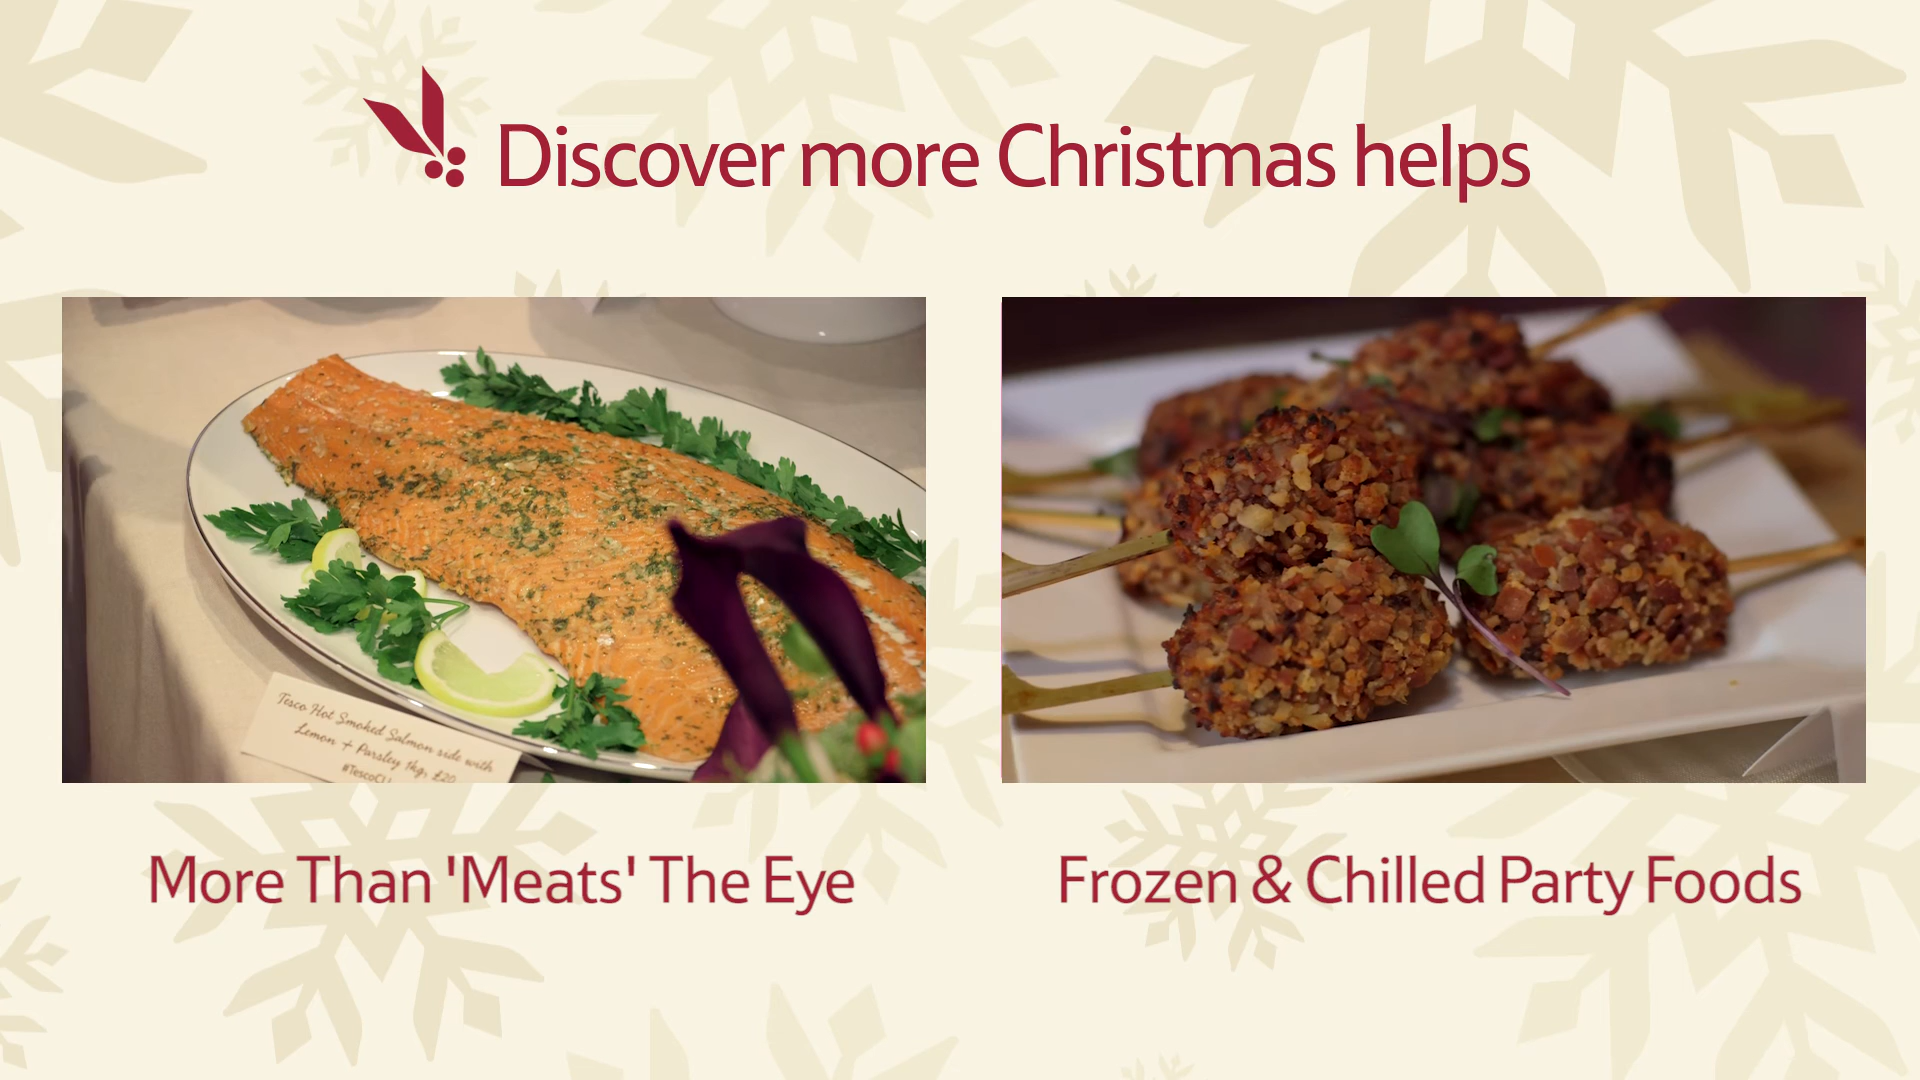 Discover more Christmas helps
Tesco Hot Smoked Salmon side with
Lemon + Parsley 1kg, £20
More Than 'Meats' The Eye
Frozen & Chilled Party Foods